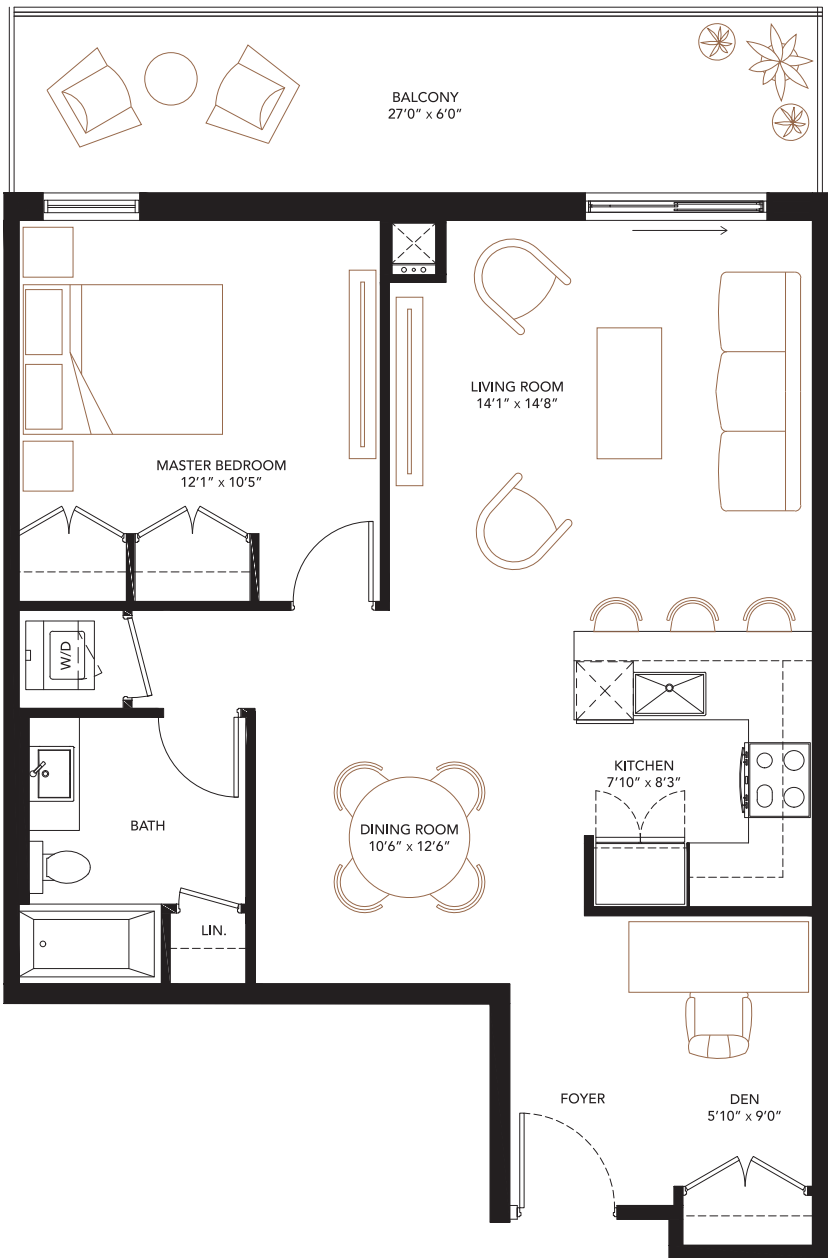 BALCONY
27'0" x 6'0"
LIVING ROOM
14'1" x 14'8"
MASTER BEDROOM
12'1" x 10'5"
W/D
KITCHEN
7'10" x 8'3"
BATH
DINING ROOM
10'6" x 12'6"
LIN.
FOYER
DEN
5'10" x 9'0"